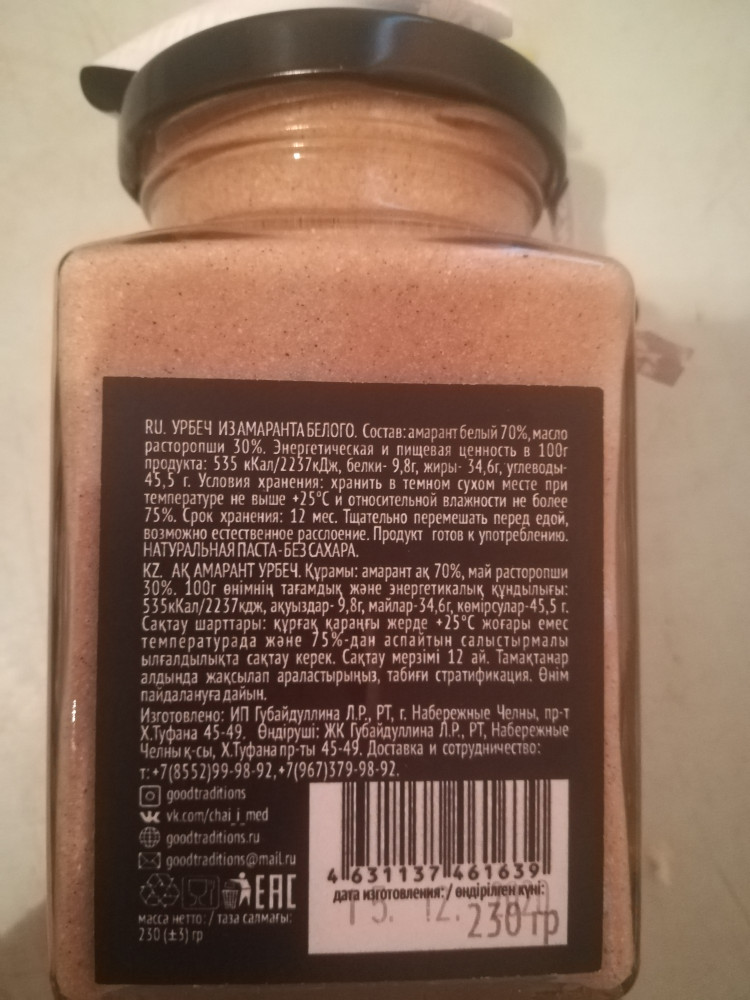 RU. УРБЕЧ ИЗ АМАРАНТА БЕЛОГО. Состав: амарант белый 70%, масло
расторопши 30%. Энергетическая и пищевая ценность в 100г
продукта: 535 кКал/2237кДж, белки- 9,8г, жиры- 34,6г, углеводы-
45,5 г. Условия хранения: хранить в темном сухом месте при
температуре не выше +25°C и относительной влажности не более
75%. Срок хранения: 12 мес. Тщательно перемешать перед едой,
возможно естественное расслоение. Продукт готов к употреблению.
НАТУРАЛЬНАЯ ПАСТА - БЕЗ САХАРА.
KZ. АҚ АМАРАНТ УРБЕЧ. Құрамы: амарант ақ 70%, май расторопши
30%. 100г өнімнің тағамдық және энергетикалық құндылығы:
535кКал/2237кдж, ақуыздар- 9,8г, майлар-34,6г, көмірсулар-45,5 г.
Сақтау шарттары: құрғақ қараңғы жерде +25°C жоғары емес
температурада және 75%-дан аспайтын салыстырмалы
ылғалдылықта сақтау керек. Сақтау мерзімі 12 ай. Тамақтанар
алдында жақсылап араластырыңыз, табиғи стратификация. Өнім
пайдалануға дайын.
Изготовлено: ИП Губайдуллина Л.Р., РТ, г. Набережные Челны, пр-т
Х.Туфана 45-49. Өндіруші: ЖК Губайдуллина Л.Р., РТ, Набережные
Челны қ-сы, Х.Туфана пр-ты 45-49. Доставка и сотрудничество:
т:+7(8552)99-98-92,+7(967)379-98-92.
goodtraditions
vk.com/chai_i_med
goodtraditions.ru
goodtraditions@mail.ru
EAC
масса нетто: / таза салмағы:
230 (±3) гр
4 631137 461639
дата изготовления: / өндірілген күні:
230 гр